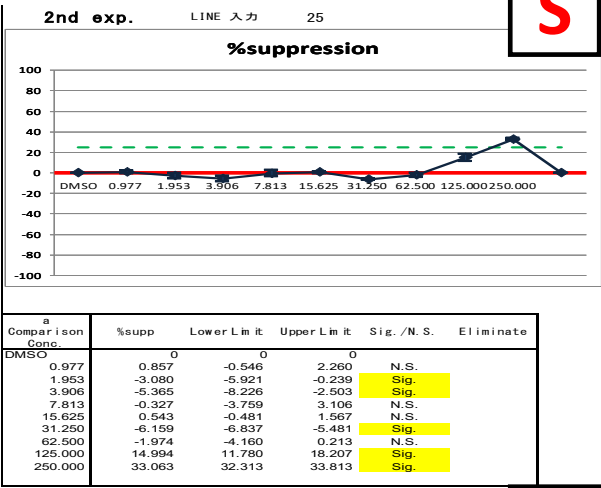 2nd exp. LINE 入力 25
S
%suppression
100
80
60
40
20
0
-20
-40
-60
-80
-100
DMSO 0.977 1.953 3.906 7.813 15.625 31.250 62.500 125.000 250.000
a
Comparison Conc. %supp LowerLimit UpperLimit Sig./N.S. Eliminate
DMSO 0 0 0
0.977 0.857 -0.546 2.260 N.S.
1.953 -3.080 -5.921 -0.239 Sig.
3.906 -5.365 -8.226 -2.503 Sig.
7.813 -0.327 -3.759 3.106 N.S.
15.625 0.543 -0.481 1.567 N.S.
31.250 -6.159 -6.837 -5.481 Sig.
62.500 -1.974 -4.160 0.213 N.S.
125.000 14.994 11.780 18.207 Sig.
250.000 33.063 32.313 33.813 Sig.